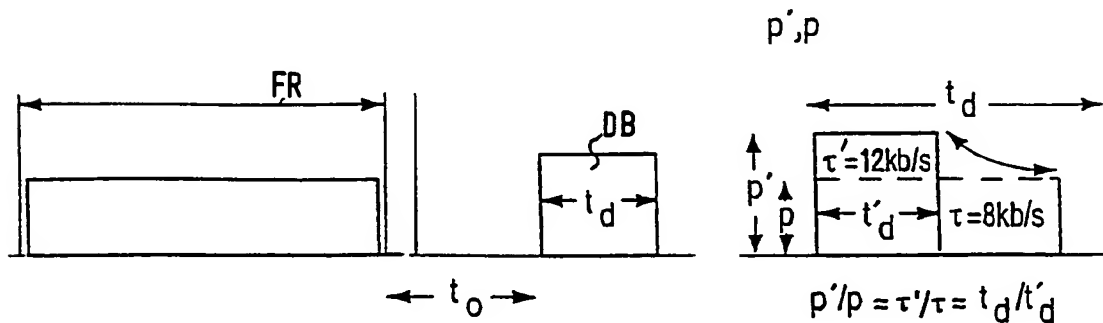 FR
DB
t_d
t_o
p',p
t_d
τ'=12kb/s
p'
p
t'_d
τ=8kb/s
p'/p = τ'/τ = t_d/t'_d